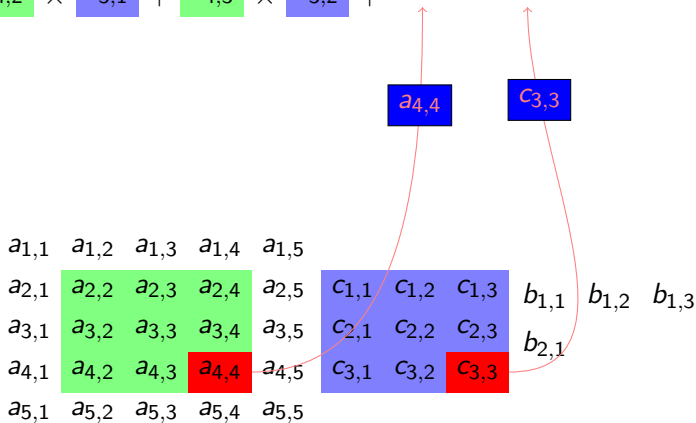 × +  × +
a4,4 c3,3
a1,1 a1,2 a1,3 a1,4 a1,5
a2,1 a2,2 a2,3 a2,4 a2,5 c1,1 c1,2 c1,3 b1,1 b1,2 b1,3
a3,1 a3,2 a3,3 a3,4 a3,5 c2,1 c2,2 c2,3 b2,1
a4,1 a4,2 a4,3 a4,4 a4,5 c3,1 c3,2 c3,3
a5,1 a5,2 a5,3 a5,4 a5,5